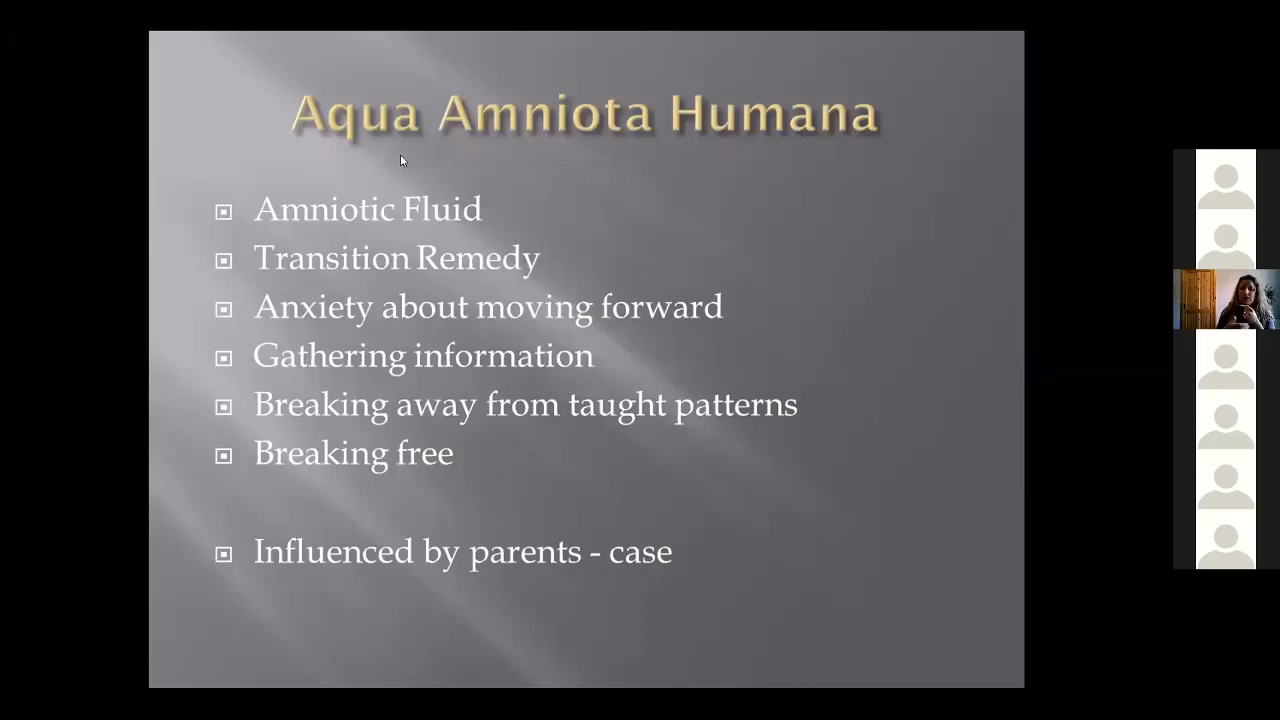 Aqua Amniota Humana
Amniotic Fluid
Transition Remedy
Anxiety about moving forward
Gathering information
Breaking away from taught patterns
Breaking free
Influenced by parents - case